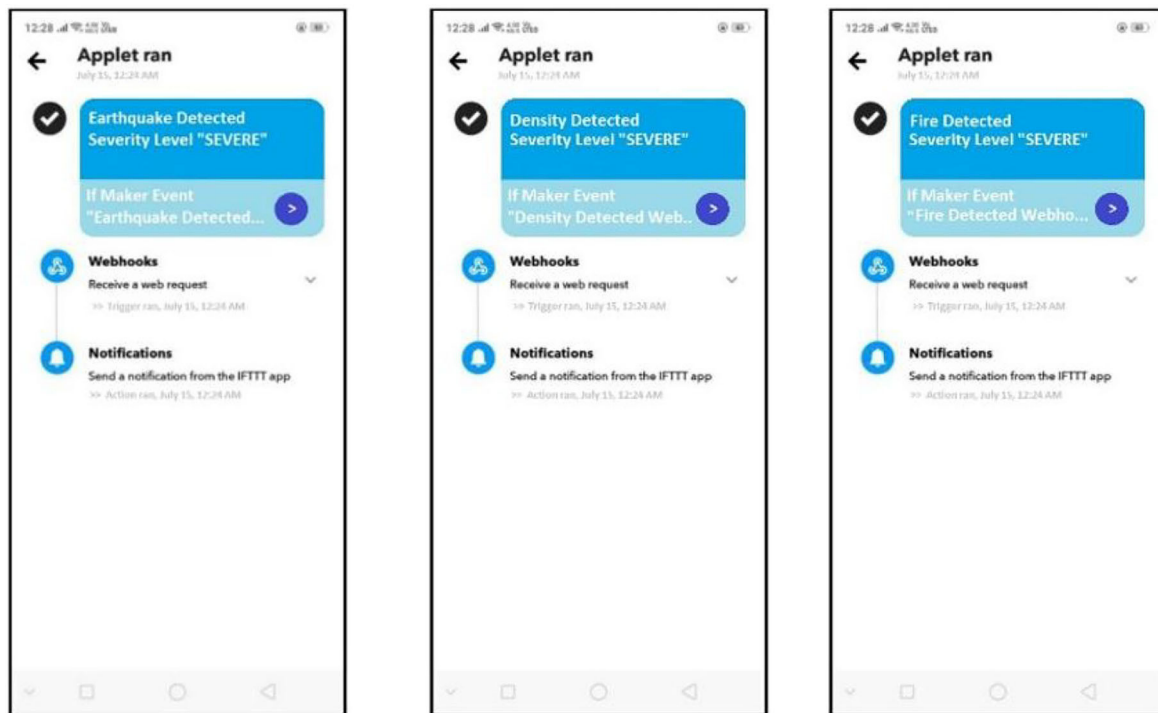 12:28
Applet ran
July 15, 12:24 AM
Earthquake Detected
Severity Level "SEVERE"
If Maker Event
"Earthquake Detected...
>
Webhooks
Receive a web request
>> Trigger ran, July 15, 12:24 AM
Notifications
Send a notification from the IFTTT app
>> Action ran, July 15, 12:24 AM
12:28
Applet ran
July 15, 12:24 AM
Density Detected
Severity Level "SEVERE"
If Maker Event
"Density Detected Web..
>
Webhooks
Receive a web request
>> Trigger ran, July 15, 12:24 AM
Notifications
Send a notification from the IFTTT app
>> Action ran, July 15, 12:24 AM
12:28
Applet ran
July 15, 12:24 AM
Fire Detected
Severity Level "SEVERE"
If Maker Event
"Fire Detected Webho...
>
Webhooks
Receive a web request
>> Trigger ran, July 15, 12:24 AM
Notifications
Send a notification from the IFTTT app
>> Action ran, July 15, 12:24 AM